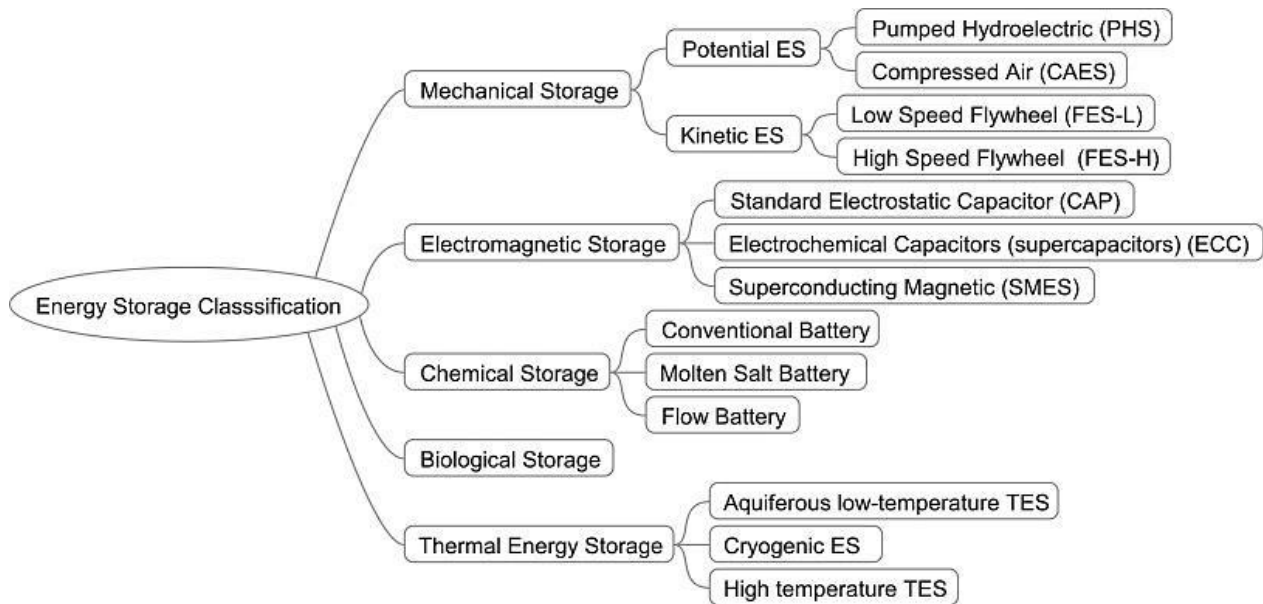 Energy Storage Classsification
Mechanical Storage
Potential ES
Pumped Hydroelectric (PHS)
Compressed Air (CAES)
Kinetic ES
Low Speed Flywheel (FES-L)
High Speed Flywheel (FES-H)
Electromagnetic Storage
Standard Electrostatic Capacitor (CAP)
Electrochemical Capacitors (supercapacitors) (ECC)
Superconducting Magnetic (SMES)
Chemical Storage
Conventional Battery
Molten Salt Battery
Flow Battery
Biological Storage
Thermal Energy Storage
Aquiferous low-temperature TES
Cryogenic ES
High temperature TES